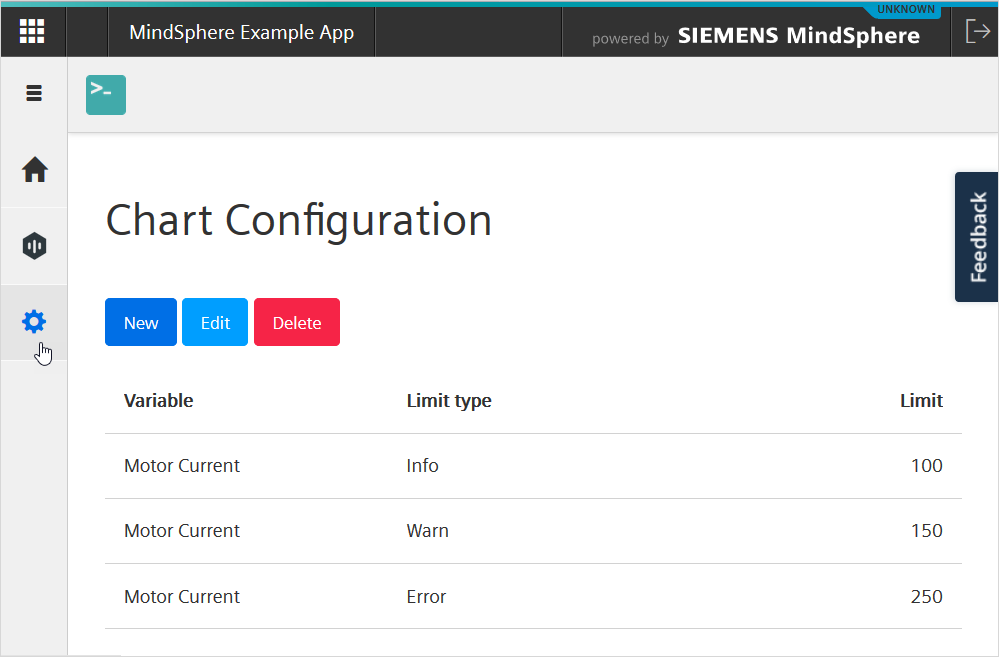 UNKNOWN
MindSphere Example App
powered by SIEMENS MindSphere
>-
Chart Configuration
Feedback
New Edit Delete
Variable Limit type Limit
Motor Current Info 100
Motor Current Warn 150
Motor Current Error 250